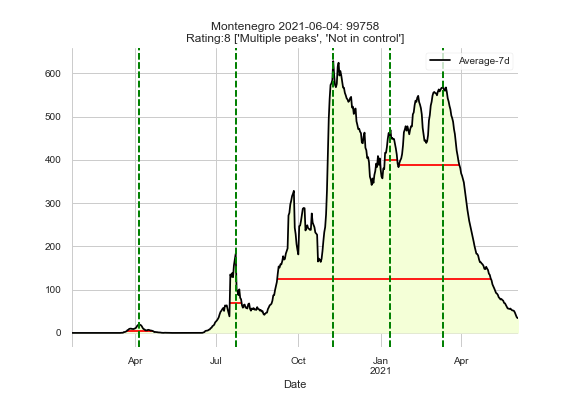 Montenegro 2021-06-04: 99758
Rating:8 ['Multiple peaks', 'Not in control']
Average-7d
600
500
400
300
200
100
0
Apr
Jul
Oct
Jan
2021
Apr
Date